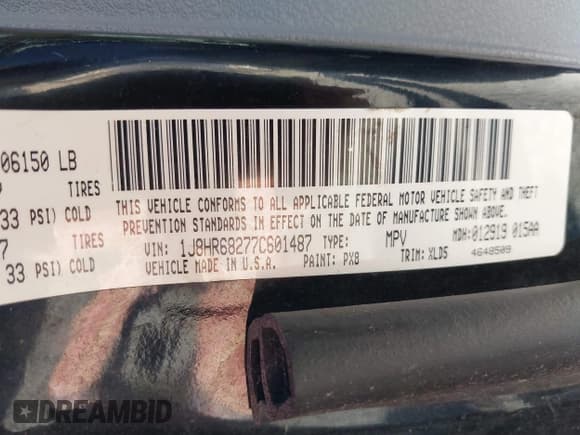 06150 LB
TIRES
33 PSI) COLD
7 TIRES
33 PSI) COLD
THIS VEHICLE CONFORMS TO ALL APPLICABLE FEDERAL MOTOR VEHICLE SAFETY AND THEFT
PREVENTION STANDARDS IN EFFECT ON THE DATE OF MANUFACTURE SHOWN ABOVE.
VIN: 1J8HR68277C601487 TYPE: MPV MDH: 012919 015AA
VEHICLE MADE IN U.S.A. PAINT: PX8 TRIM: XLDS 4648509
DREAMBID